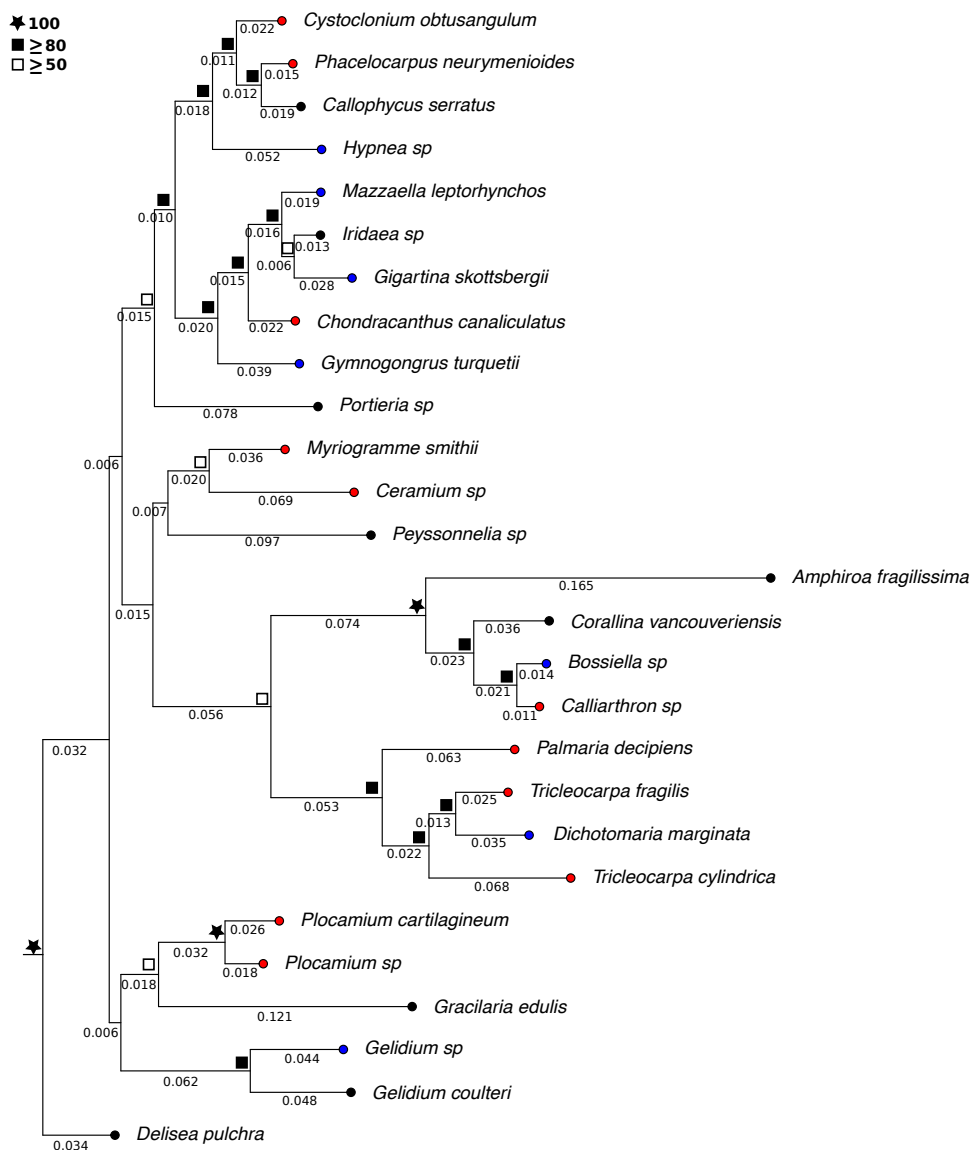 100
≥80
≥50
Cystoclonium obtusangulum
0.022
0.011
Phacelocarpus neurymenioides
0.015
0.012
Callophycus serratus
0.019
0.018
Hypnea sp
0.052
Mazzaella leptorhynchos
0.019
0.010
0.016
Iridaea sp
0.013
0.006
Gigartina skottsbergii
0.015
0.028
0.015
Chondracanthus canaliculatus
0.020
0.022
Gymnogongrus turquetii
0.039
Portieria sp
0.078
Myriogramme smithii
0.036
0.006
0.020
Ceramium sp
0.069
0.007
Peyssonnelia sp
0.097
Amphiroa fragilissima
0.165
0.015
0.074
Corallina vancouveriensis
0.036
0.023
Bossiella sp
0.014
0.021
Calliarthron sp
0.056
0.011
0.032
Palmaria decipiens
0.063
Tricleocarpa fragilis
0.025
0.053
0.013
Dichotomaria marginata
0.035
0.022
Tricleocarpa cylindrica
0.068
Plocamium cartilagineum
0.026
0.032
Plocamium sp
0.018
0.018
Gracilaria edulis
0.121
0.006
Gelidium sp
0.044
0.062
Gelidium coulteri
0.048
Delisea pulchra
0.034